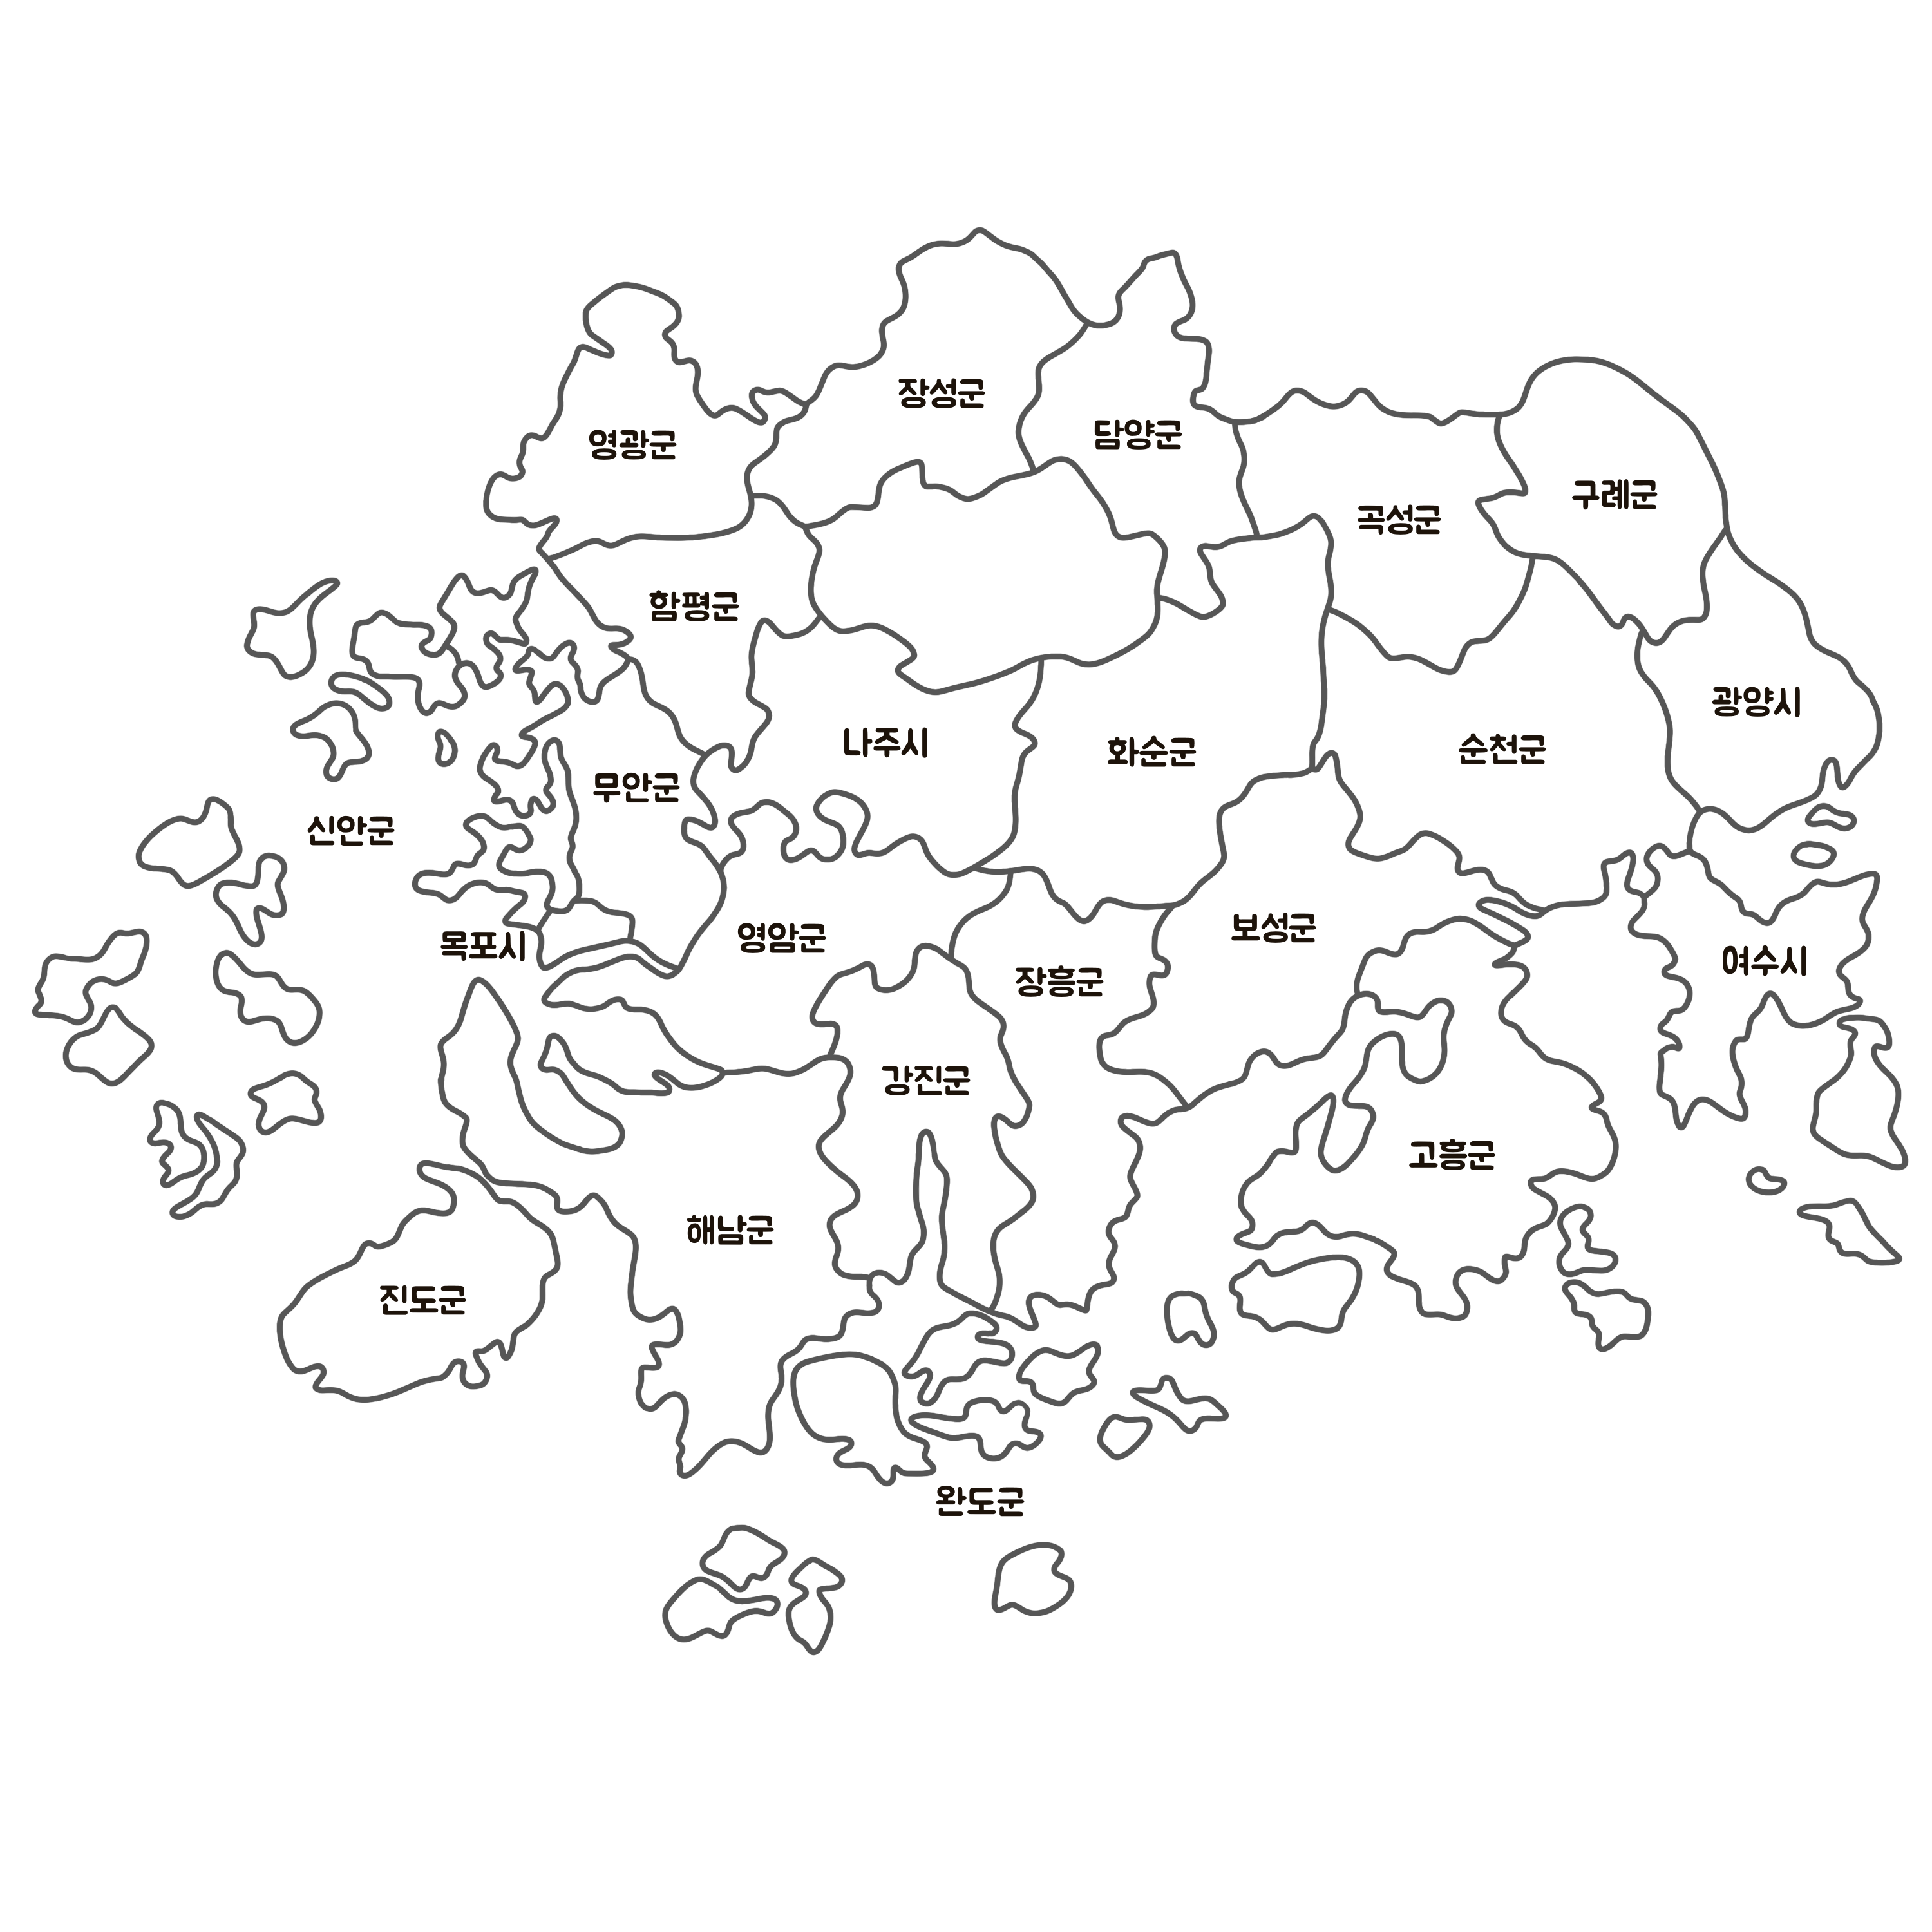 장성군
담양군
영광군
구례군
곡성군
함평군
광양시
나주시
화순군
순천군
무안군
신안군
보성군
영암군
목포시
여수시
장흥군
강진군
고흥군
해남군
진도군
완도군